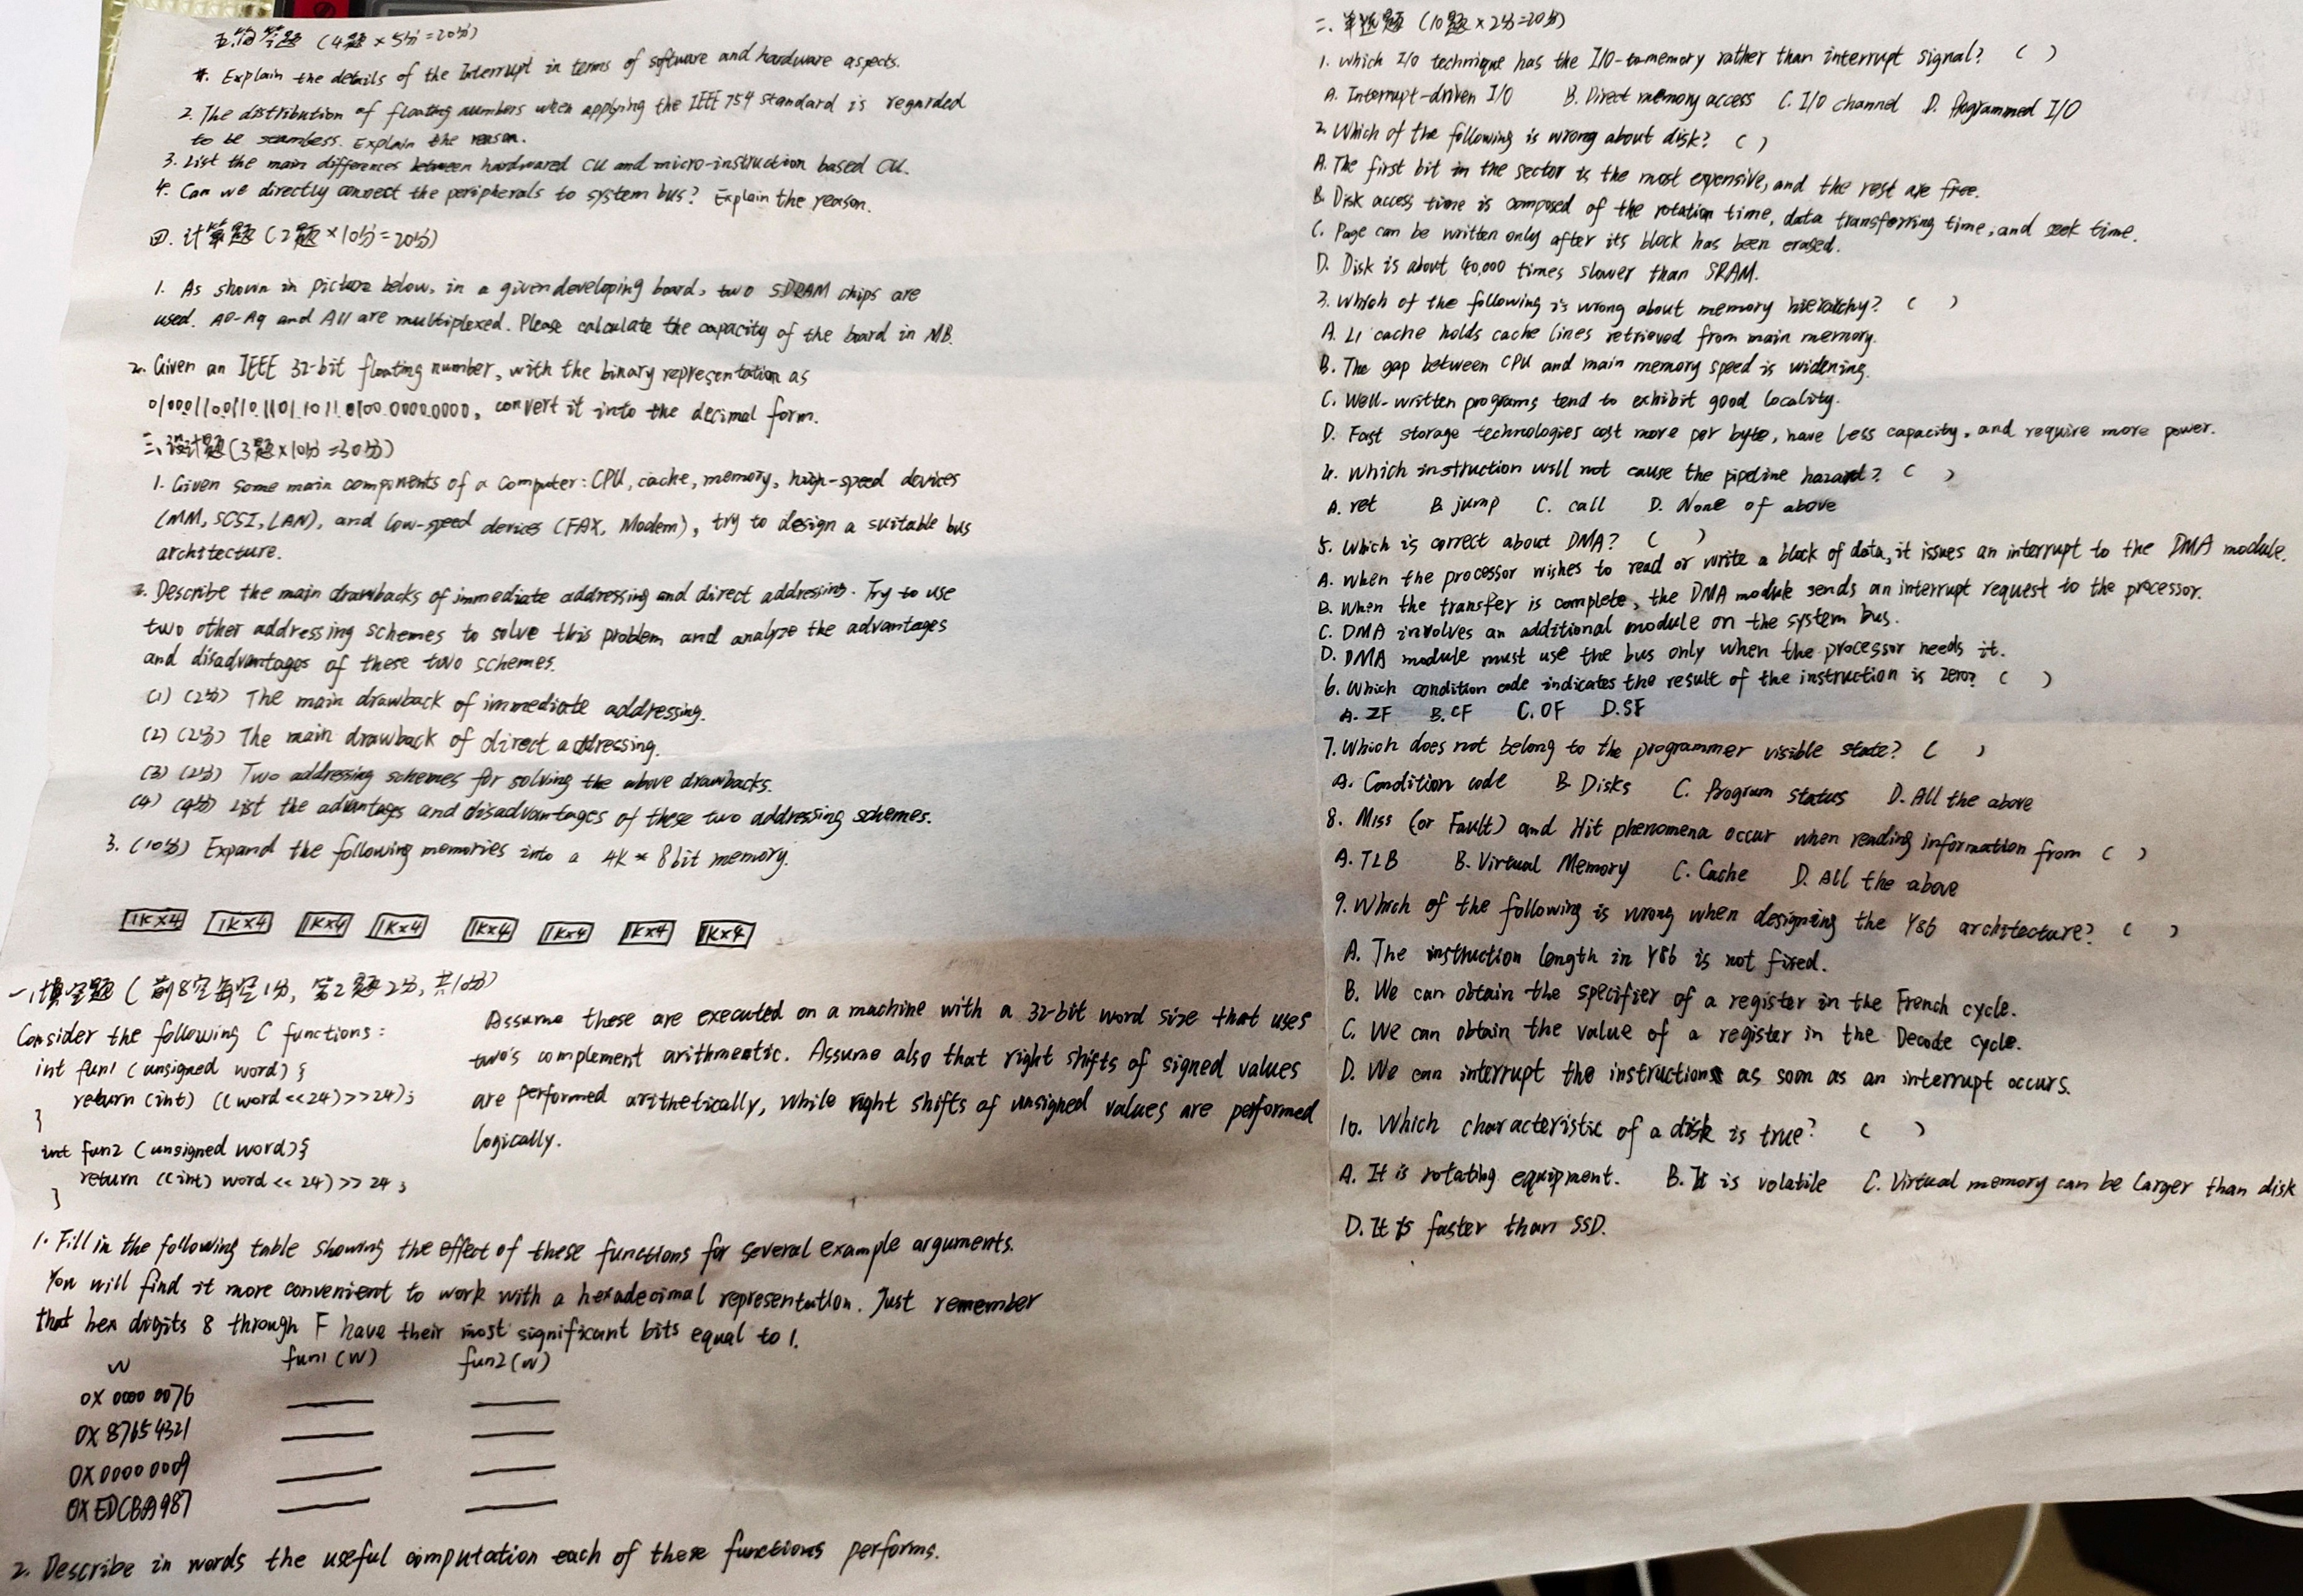 五.简答题 (4题×5分=20分)
1. Explain the details of the Interrupt in terms of software and hardware aspects.
2. The distribution of floating numbers when applying the IEEE 754 standard is regarded
to be seamless. Explain the reason.
3. List the main differences between hardwared CU and micro-instruction based CU.
4. Can we directly connect the peripherals to system bus? Explain the reason.
四. 计算题 (2题×10分=20分)
1. As shown in picture below, in a given developing board, two SDRAM chips are
used. A0-A9 and A11 are multiplexed. Please calculate the capacity of the board in MB.
2. Given an IEEE 32-bit floating number, with the binary representation as
0100.0110.0110.1101.1011.0100.0000.0000, convert it into the decimal form.
三.设计题(3题×10分=30分)
1. Given some main components of a computer: CPU, cache, memory, high-speed devices
(MM, SCSI, LAN), and low-speed devices (FAX, Modem), try to design a suitable bus
architecture.
2. Describe the main drawbacks of immediate addressing and direct addressing. Try to use
two other addressing schemes to solve this problem and analyze the advantages
and disadvantages of these two schemes.
(1) (2分) The main drawback of immediate addressing.
(2) (2分) The main drawback of direct addressing.
(3) (2分) Two addressing schemes for solving the above drawbacks.
(4) (4分) List the advantages and disadvantages of these two addressing schemes.
3. (10分) Expand the following memories into a 4K * 8bit memory.
1K×4 1K×4 1K×4 1K×4 1K×4 1K×4 1K×4 1K×4
一.填空题 (前8空每空1分, 第2题2分, 共10分)
Consider the following C functions:
int fun1 (unsigned word) {
return (int) ((word <<24)>>24);
}
int fun2 (unsigned word){
return ((int) word << 24) >> 24;
}
Assume these are executed on a machine with a 32-bit word size that uses
two's complement arithmentic. Assume also that right shifts of signed values
are performed arithetically, while right shifts of unsigned values are performed
logically.
1. Fill in the following table showing the effect of these functions for several example arguments.
You will find it more convenient to work with a hexadecimal representation. Just remember
that hex digits 8 through F have their most significant bits equal to 1.
W fun1(W) fun2(W)
0X 0000 0076
0X 87654321
0X 0000 0009
0X EDCBA987
2. Describe in words the useful computation each of these functions performs.
二. 单选题 (10题×2分=20分)
1. Which I/O technique has the I/O-to-memory rather than interrupt signal? ( )
A. Interrupt-driven I/O B. Direct memory access C. I/O channel D. Programmed I/O
2. Which of the following is wrong about disk? ( )
A. The first bit in the sector is the most expensive, and the rest are free.
B. Disk access time is composed of the rotation time, data transferring time, and seek time.
C. Page can be written only after its block has been erased.
D. Disk is about 40,000 times slower than SRAM.
3. Which of the following is wrong about memory hierarchy? ( )
A. L1 cache holds cache lines retrieved from main memory.
B. The gap between CPU and main memory speed is widening.
C. Well-written programs tend to exhibit good locality.
D. Fast storage technologies cost more per byte, have less capacity, and require more power.
4. Which instruction will not cause the pipeline hazard? ( )
A. ret B. jump C. call D. None of above
5. Which is correct about DMA? ( )
A. When the processor wishes to read or write a block of data, it issues an interrupt to the DMA module.
B. When the transfer is complete, the DMA module sends an interrupt request to the processor.
C. DMA involves an additional module on the system bus.
D. DMA module must use the bus only when the processor needs it.
6. Which condition code indicates the result of the instruction is zero? ( )
A. ZF B. CF C. OF D. SF
7. Which does not belong to the programmer visible state? ( )
A. Condition code B. Disks C. Program status D. All the above
8. Miss (or Fault) and Hit phenomena occur when reading information from ( )
A. TLB B. Virtual Memory C. Cache D. All the above
9. Which of the following is wrong when designing the Y86 architecture? ( )
A. The instruction length in Y86 is not fixed.
B. We can obtain the specifier of a register in the French cycle.
C. We can obtain the value of a register in the Decode cycle.
D. We can interrupt the instructions as soon as an interrupt occurs.
10. Which characteristic of a disk is true? ( )
A. It is rotating equipment. B. It is volatile C. Virtual memory can be larger than disk
D. It is faster than SSD.